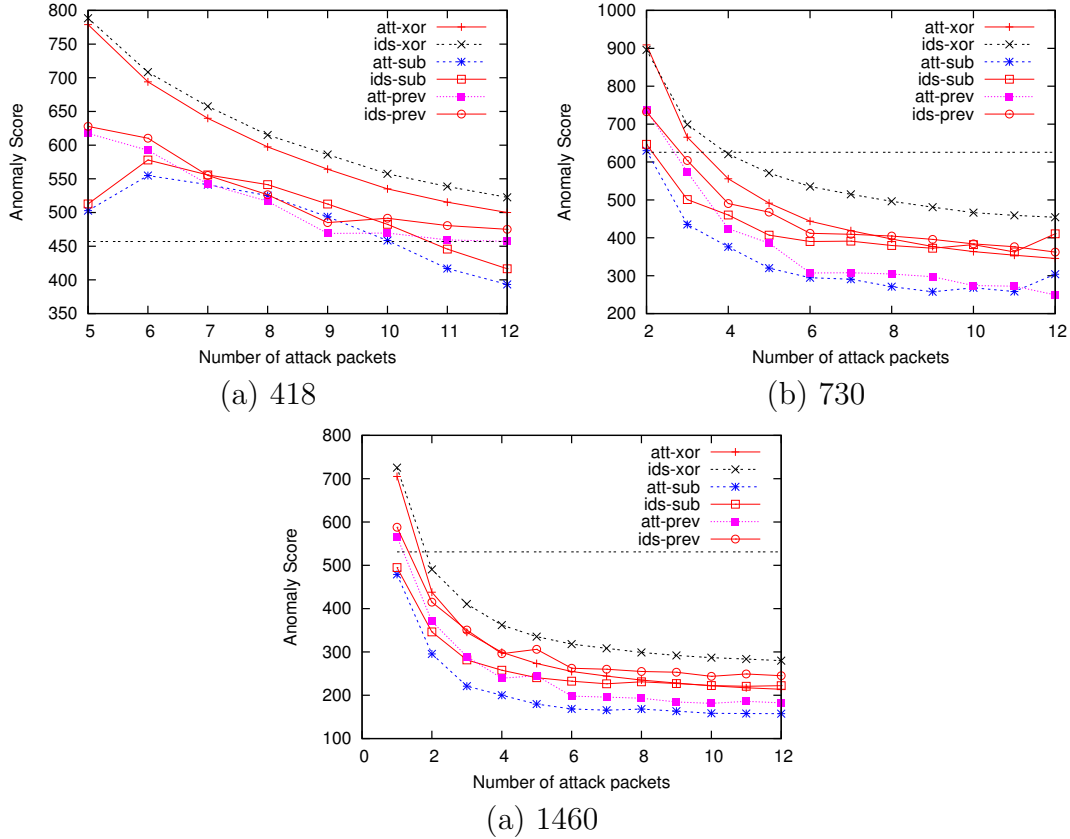 800
750
700
650
600
550
500
450
400
350
5 6 7 8 9 10 11 12
Anomaly Score
Number of attack packets
att-xor
ids-xor
att-sub
ids-sub
att-prev
ids-prev
(a) 418
1000
900
800
700
600
500
400
300
200
2 4 6 8 10 12
Anomaly Score
Number of attack packets
att-xor
ids-xor
att-sub
ids-sub
att-prev
ids-prev
(b) 730
800
700
600
500
400
300
200
100
0 2 4 6 8 10 12
Anomaly Score
Number of attack packets
att-xor
ids-xor
att-sub
ids-sub
att-prev
ids-prev
(a) 1460